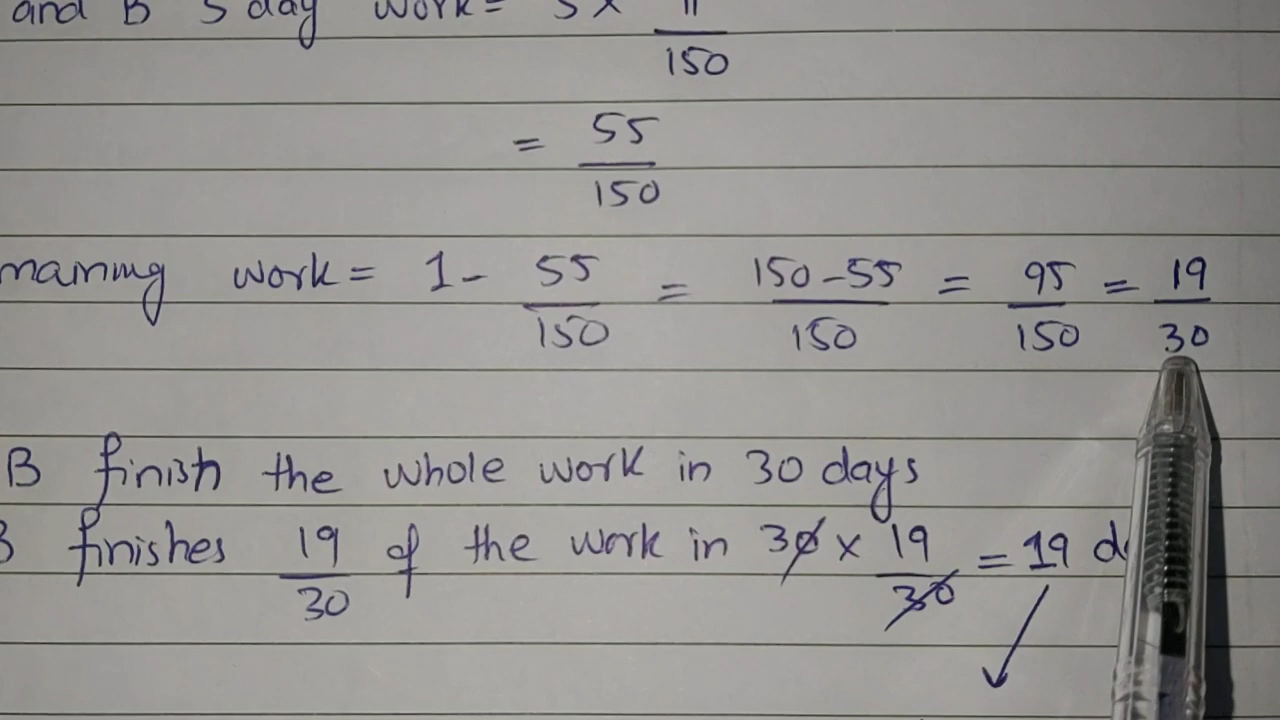 and B 5 day work = 5 × 11/150
= 55/150
work = 1 - 55/150 = 150-55/150 = 95/150 = 19/30
B finish the whole work in 30 days
finishes 19/30 of the work in 30 × 19/30 = 19